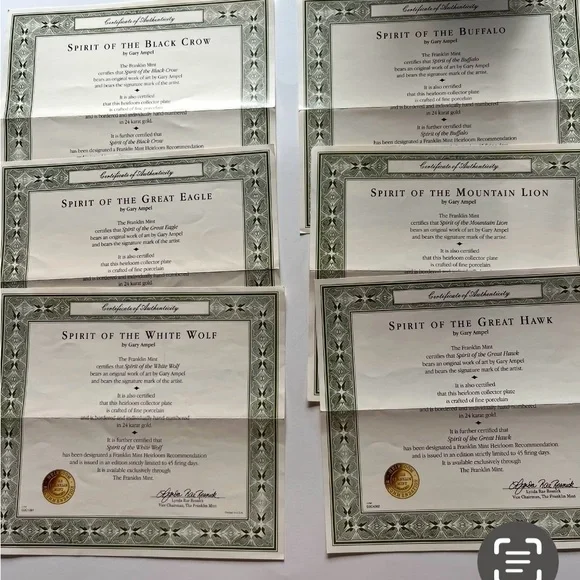 Certificate of Authenticity
SPIRIT OF THE BLACK CROW
by Gary Ampel
The Franklin Mint
certifies that Spirit of the Black Crow
bears an original work of art by Gary Ampel
and bears the signature mark of the artist.
It is also certified
that this heirloom collector plate
is crafted of fine porcelain
and is bordered and individually hand-numbered
in 24 karat gold.
It is further certified that
Spirit of the Black Crow
has been designated a Franklin Mint Heirloom Recommendation
SPIRIT OF THE BUFFALO
by Gary Ampel
The Franklin Mint
certifies that Spirit of the Buffalo
bears an original work of art by Gary Ampel
and bears the signature mark of the artist.
It is also certified
that this heirloom collector plate
is crafted of fine porcelain
and is bordered and individually hand-numbered
in 24 karat gold.
It is further certified that
Spirit of the Buffalo
has been designated a Franklin Mint Heirloom Recommendation
Certificate of Authenticity
SPIRIT OF THE GREAT EAGLE
by Gary Ampel
The Franklin Mint
certifies that Spirit of the Great Eagle
bears an original work of art by Gary Ampel
and bears the signature mark of the artist.
It is also certified
that this heirloom collector plate
is crafted of fine porcelain
and is bordered and individually hand-numbered
Certificate of Authenticity
SPIRIT OF THE MOUNTAIN LION
by Gary Ampel
The Franklin Mint
certifies that Spirit of the Mountain Lion
bears an original work of art by Gary Ampel
and bears the signature mark of the artist.
It is also certified
that this heirloom collector plate
is crafted of fine porcelain
Certificate of Authenticity
SPIRIT OF THE WHITE WOLF
by Gary Ampel
The Franklin Mint
certifies that Spirit of the White Wolf
bears an original work of art by Gary Ampel
and bears the signature mark of the artist.
It is also certified
that this heirloom collector plate
is crafted of fine porcelain
and is bordered and individually hand-numbered
in 24 karat gold.
It is further certified that
Spirit of the White Wolf
has been designated a Franklin Mint Heirloom Recommendation
and is issued in an edition strictly limited to 45 firing days.
It is available exclusively through
The Franklin Mint.
Lynda Rae Resnick
Vice Chairman, The Franklin Mint
Certificate of Authenticity
SPIRIT OF THE GREAT HAWK
by Gary Ampel
The Franklin Mint
certifies that Spirit of the Great Hawk
bears an original work of art by Gary Ampel
and bears the signature mark of the artist.
It is also certified
that this heirloom collector plate
is crafted of fine porcelain
and is bordered and individually hand-numbered
in 24 karat gold.
It is further certified that
Spirit of the Great Hawk
has been designated a Franklin Mint Heirloom Recommendation
and is issued in an edition strictly limited to 45 firing days.
It is available exclusively through
The Franklin Mint.
Lynda Rae Resnick
Vice Chairman, The Franklin Mint